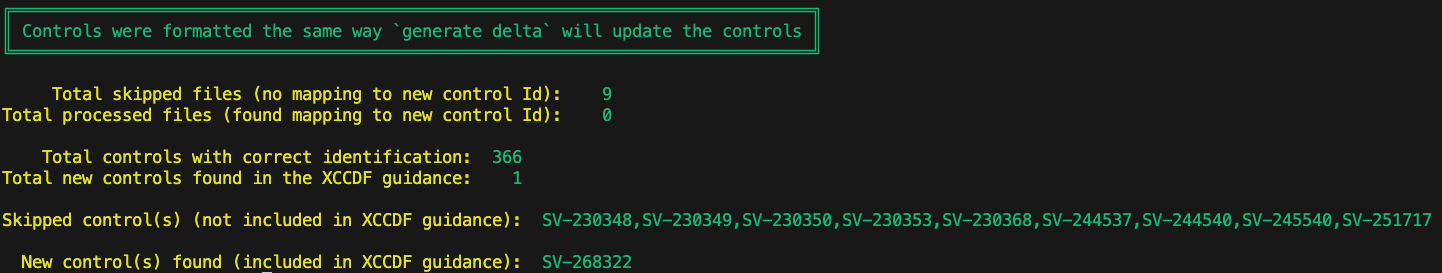 Controls were formatted the same way `generate delta` will update the controls
Total skipped files (no mapping to new control Id): 9
Total processed files (found mapping to new control Id): 0
Total controls with correct identification: 366
Total new controls found in the XCCDF guidance: 1
Skipped control(s) (not included in XCCDF guidance): SV-230348,SV-230349,SV-230350,SV-230353,SV-230368,SV-244537,SV-244540,SV-245540,SV-251717
New control(s) found (included in XCCDF guidance): SV-268322